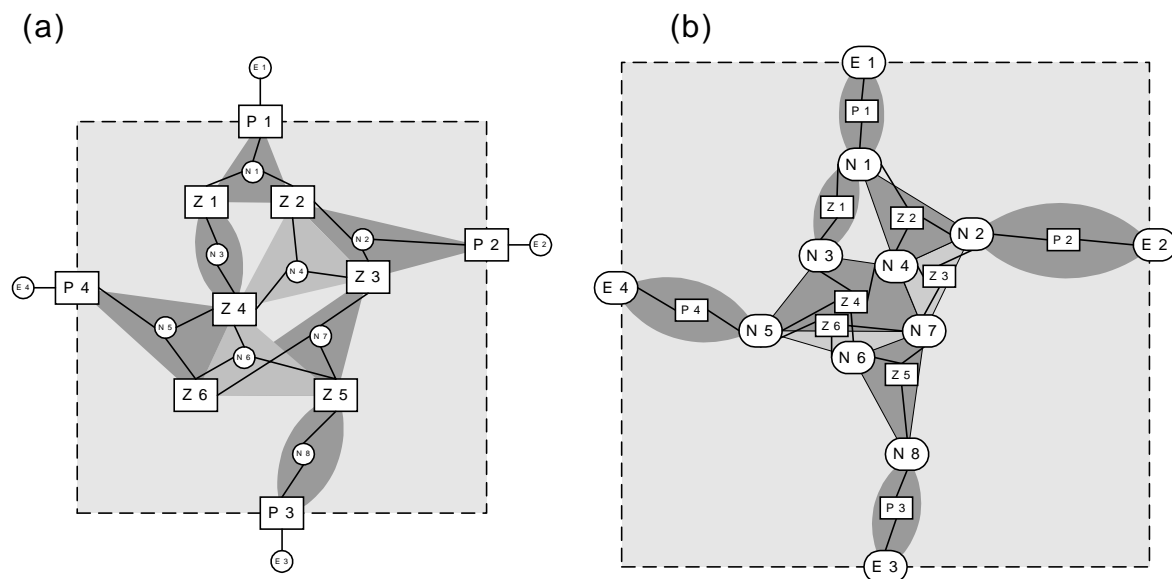 (a)
E 1
P 1
N 1
Z 1
Z 2
N 2
P 2
E 2
N 3
N 4
Z 3
E 4
P 4
Z 4
N 5
N 7
N 6
Z 6
Z 5
N 8
P 3
E 3
(b)
E 1
P 1
N 1
Z 1
Z 2
N 2
P 2
E 2
N 3
N 4
Z 3
E 4
P 4
Z 4
N 5
Z 6
N 7
N 6
Z 5
N 8
P 3
E 3